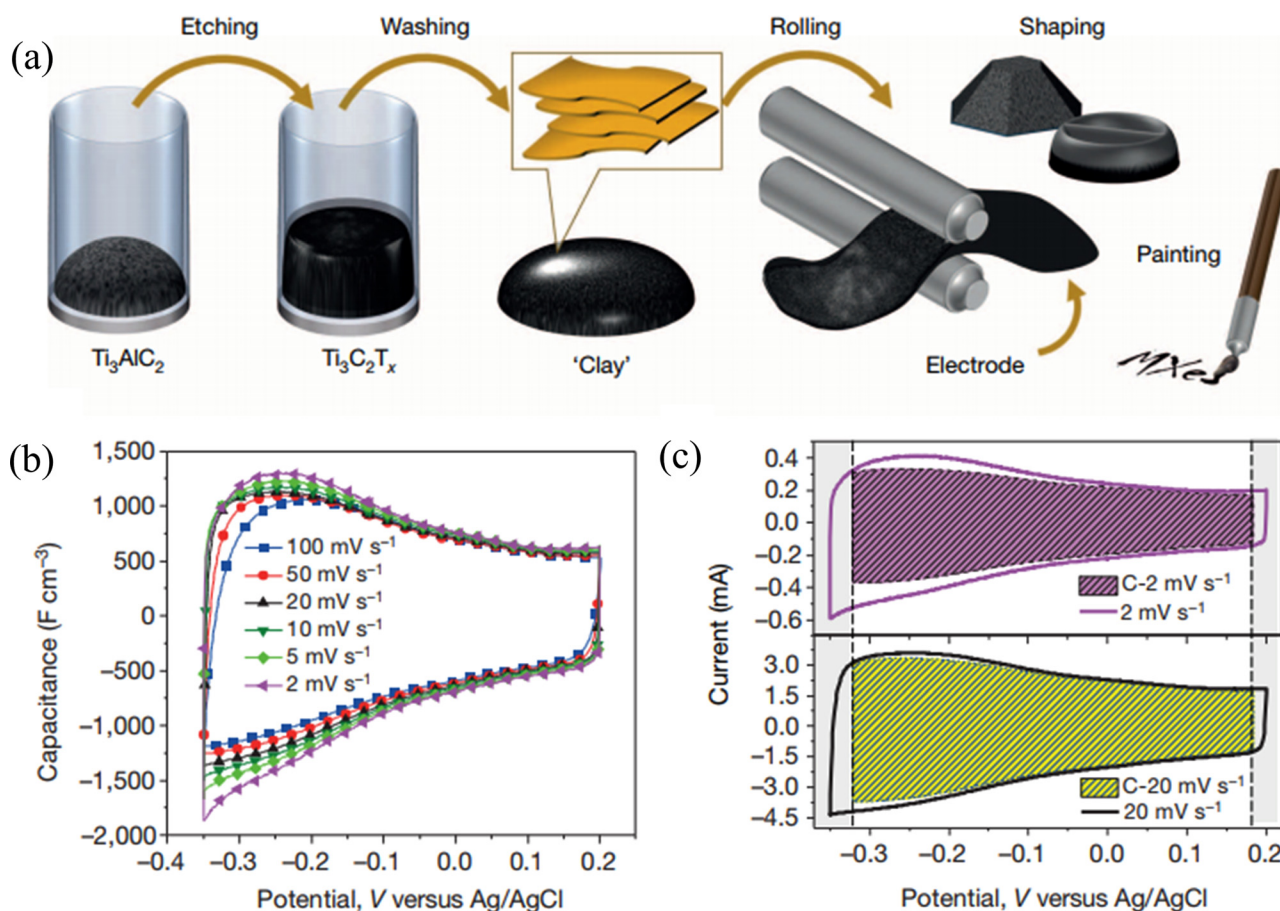 (a)
Etching
Washing
Rolling
Shaping
Painting
Ti₃AlC₂
Ti₃C₂Tₓ
'Clay'
Electrode
MXes
(b)
1,500
1,000
500
0
–500
–1,000
–1,500
–2,000
Capacitance (F cm⁻³)
100 mV s⁻¹
50 mV s⁻¹
20 mV s⁻¹
10 mV s⁻¹
5 mV s⁻¹
2 mV s⁻¹
–0.4 –0.3 –0.2 –0.1 0.0 0.1 0.2
Potential, V versus Ag/AgCl
(c)
0.4
0.2
0.0
–0.2
–0.4
–0.6
C-2 mV s⁻¹
2 mV s⁻¹
Current (mA)
3.0
1.5
0.0
–1.5
–3.0
–4.5
C-20 mV s⁻¹
20 mV s⁻¹
–0.3 –0.2 –0.1 0.0 0.1 0.2
Potential, V versus Ag/AgCl